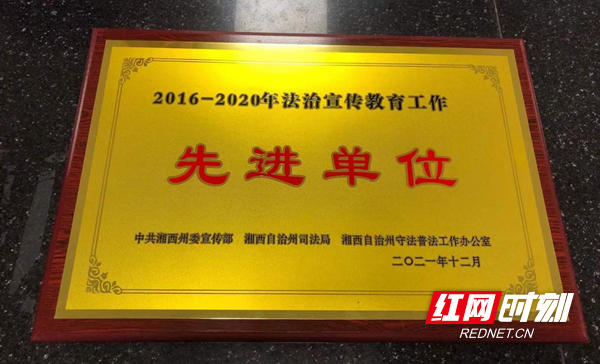 2016-2020年法治宣传教育工作
先进单位
中共湘西州委宣传部 湘西自治州司法局 湘西自治州守法普法工作办公室
二〇二一年十二月
红网时刻
REDNET.CN